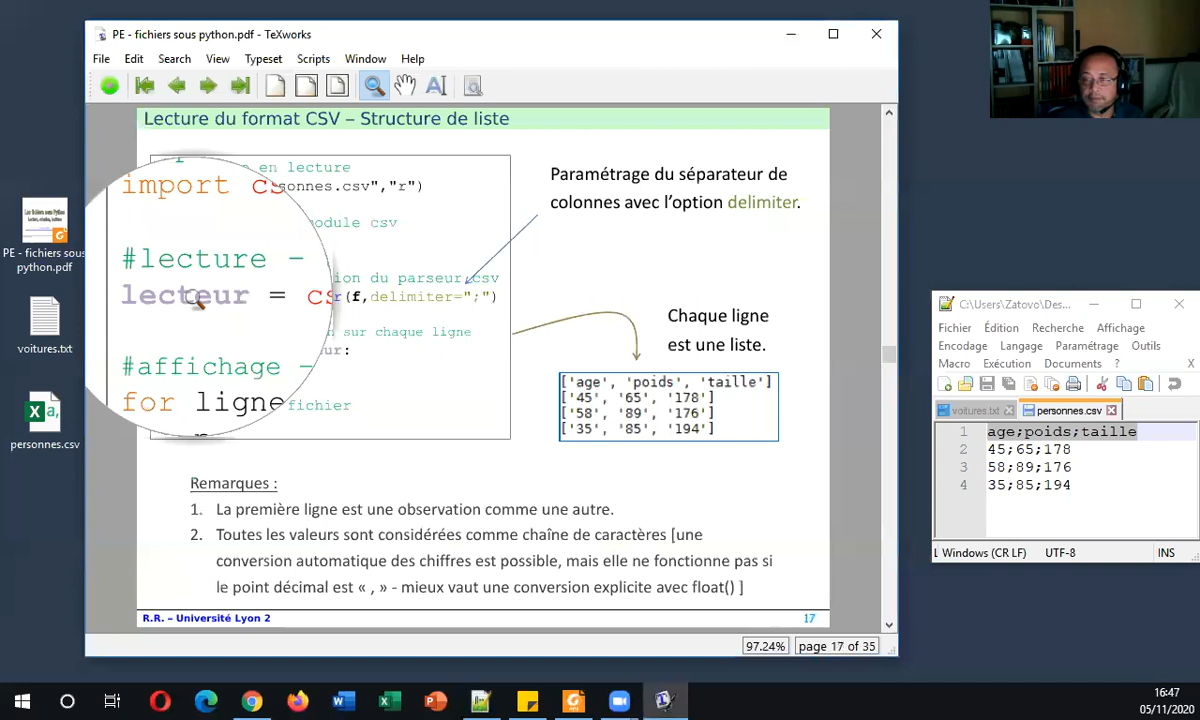 PE - fichiers sous python.pdf - TeXworks
File Edit Search View Typeset Scripts Window Help
Lecture du format CSV – Structure de liste
en lecture
import cs
sonnes.csv","r")
odule csv
#lecture -
ion du parseur csv
lecteur = cs
r(f,delimiter=";")
n sur chaque ligne
eur:
#affichage -
for ligne
fichier
Paramétrage du séparateur de
colonnes avec l'option delimiter.
Chaque ligne
est une liste.
['age', 'poids', 'taille']
['45', '65', '178']
['58', '89', '176']
['35', '85', '194']
Remarques :
1. La première ligne est une observation comme une autre.
2. Toutes les valeurs sont considérées comme chaîne de caractères [une
conversion automatique des chiffres est possible, mais elle ne fonctionne pas si
le point décimal est « , » - mieux vaut une conversion explicite avec float() ]
R.R. – Université Lyon 2
17
97.24%
page 17 of 35
PE - fichiers sous
python.pdf
voitures.txt
personnes.csv
C:\Users\Zatovo\Des...
Fichier Édition Recherche Affichage
Encodage Langage Paramétrage Outils
Macro Exécution Documents ? X
voitures.txt
personnes.csv
1 age;poids;taille
2 45;65;178
3 58;89;176
4 35;85;194
Windows (CR LF) UTF-8 INS
16:47
05/11/2020